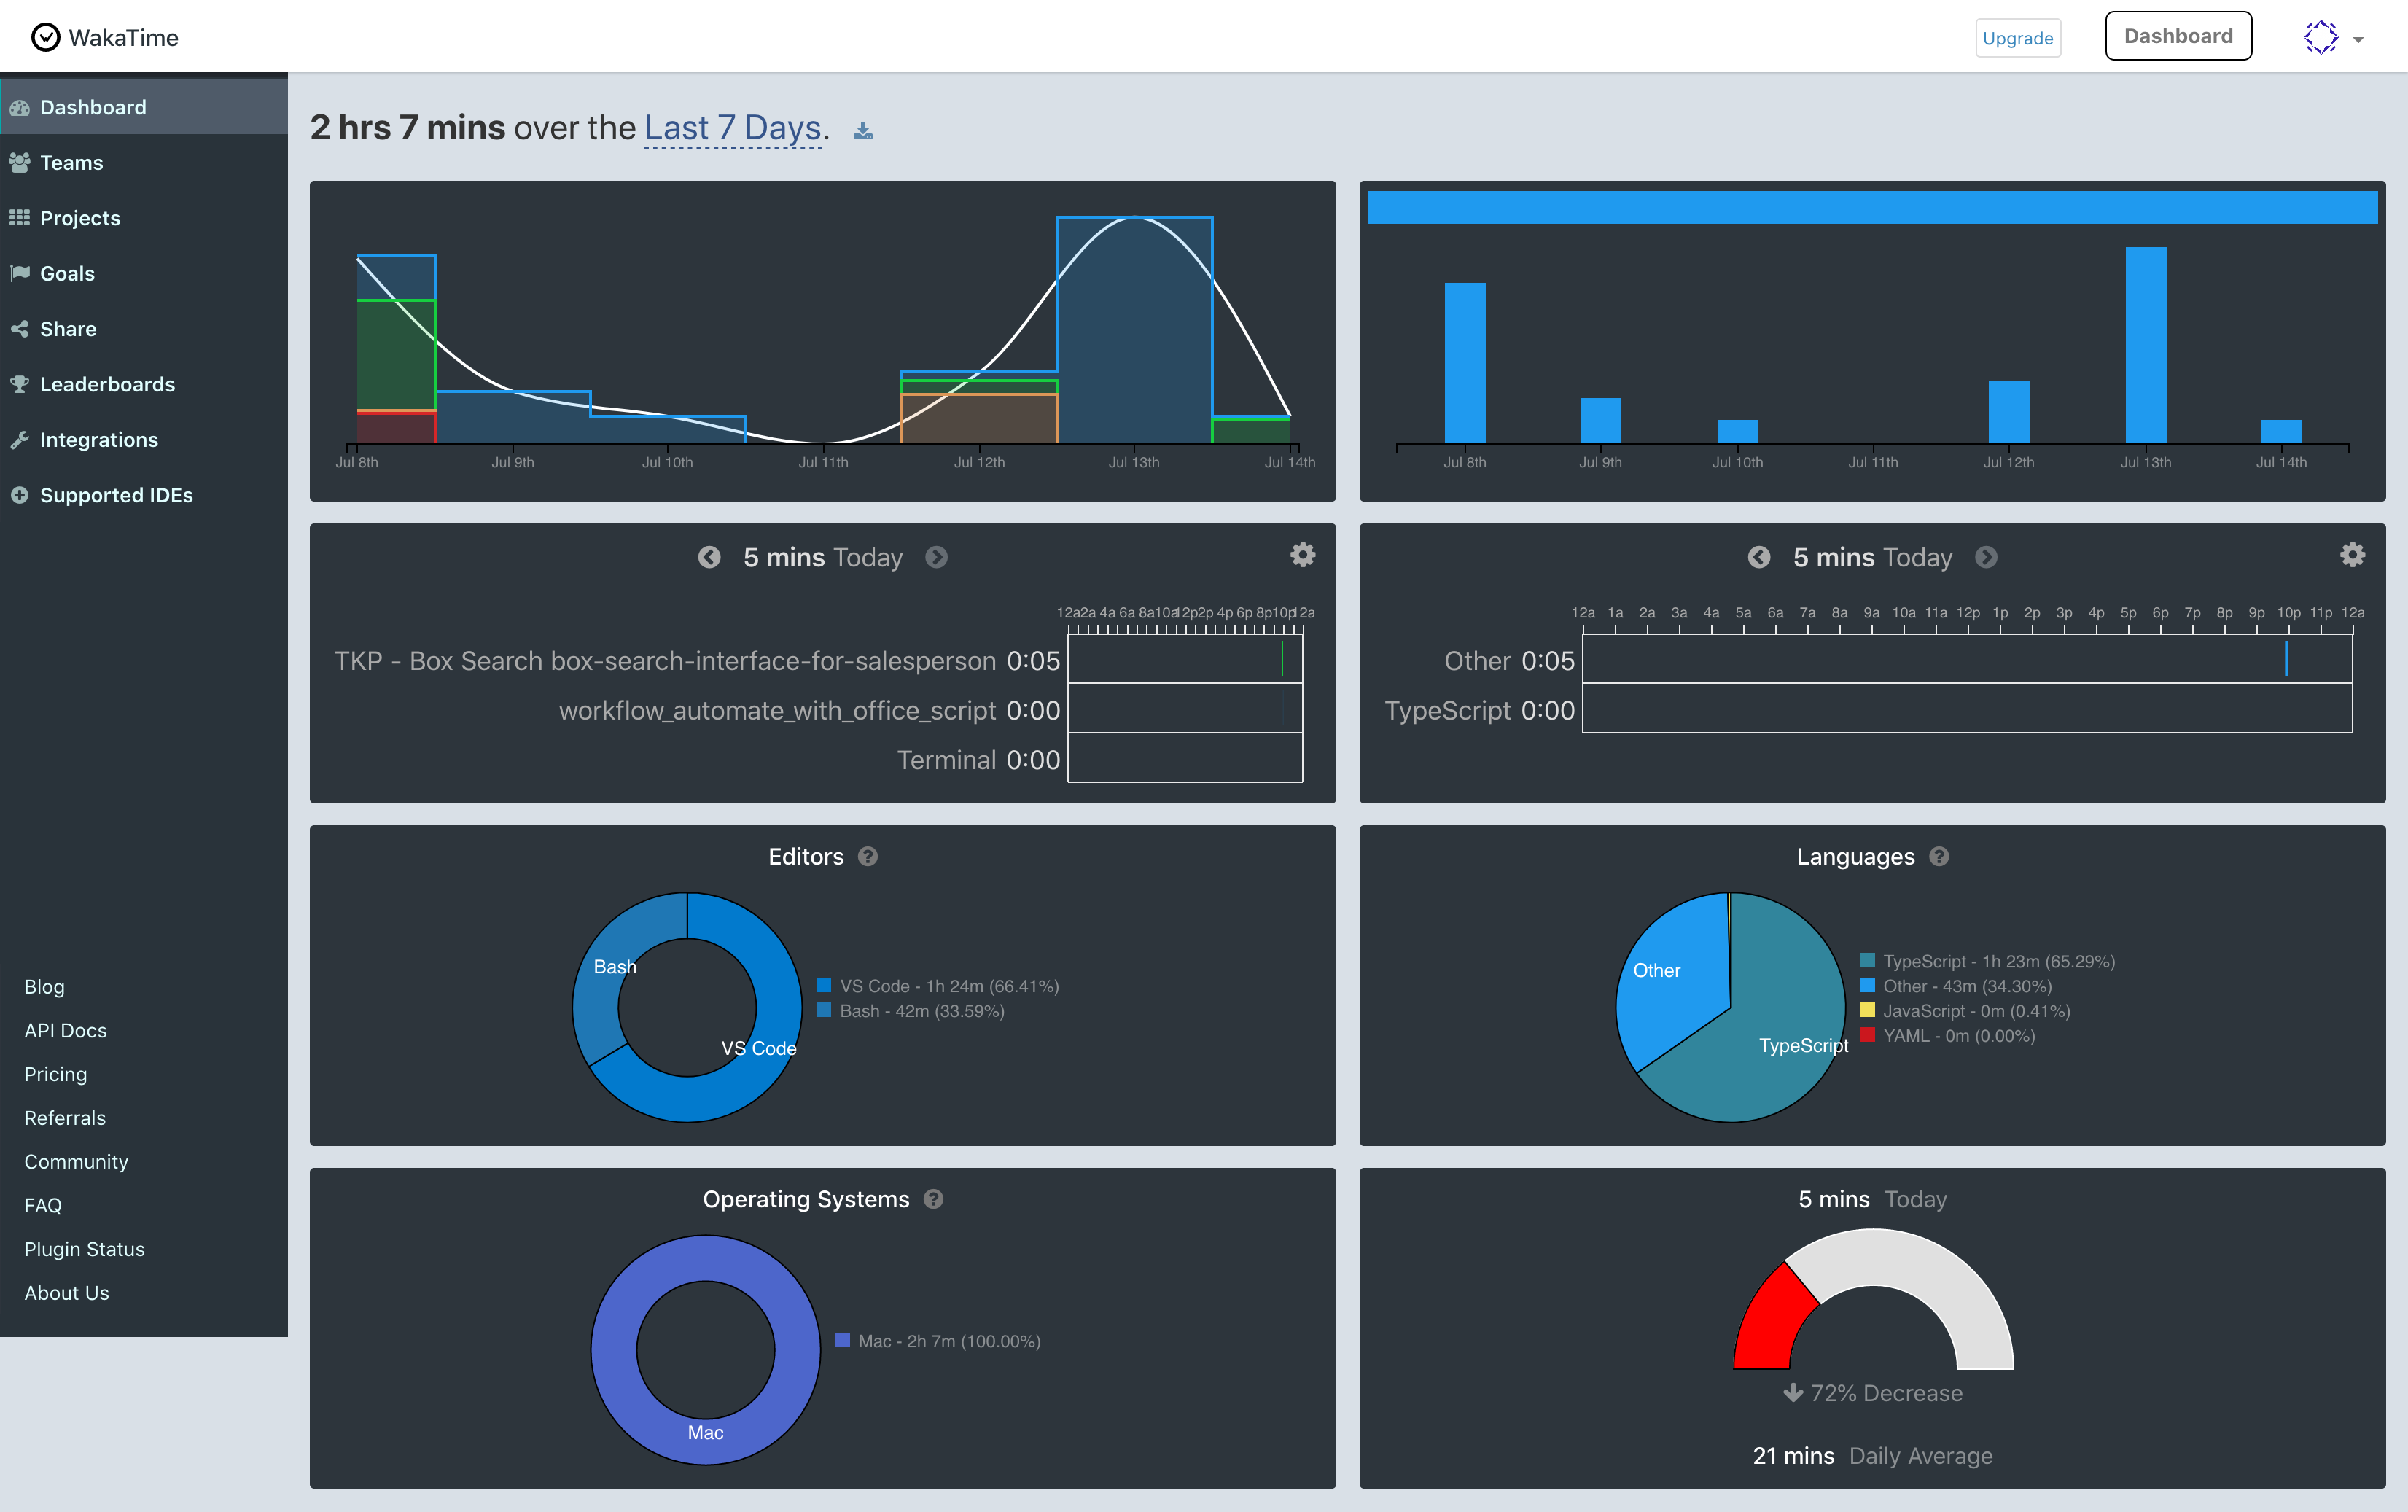 WakaTime
Upgrade
Dashboard
Dashboard
Teams
Projects
Goals
Share
Leaderboards
Integrations
Supported IDEs
Blog
API Docs
Pricing
Referrals
Community
FAQ
Plugin Status
About Us
2 hrs 7 mins over the Last 7 Days.
Jul 8th Jul 9th Jul 10th Jul 11th Jul 12th Jul 13th Jul 14th
Jul 8th Jul 9th Jul 10th Jul 11th Jul 12th Jul 13th Jul 14th
5 mins Today
12a 2a 4a 6a 8a 10a 12p 2p 4p 6p 8p 10p 12a
TKP - Box Search box-search-interface-for-salesperson 0:05
workflow_automate_with_office_script 0:00
Terminal 0:00
5 mins Today
12a 1a 2a 3a 4a 5a 6a 7a 8a 9a 10a 11a 12p 1p 2p 3p 4p 5p 6p 7p 8p 9p 10p 11p 12a
Other 0:05
TypeScript 0:00
Editors ?
Bash
VS Code
VS Code - 1h 24m (66.41%)
Bash - 42m (33.59%)
Languages ?
Other
TypeScript
TypeScript - 1h 23m (65.29%)
Other - 43m (34.30%)
JavaScript - 0m (0.41%)
YAML - 0m (0.00%)
Operating Systems ?
Mac
Mac - 2h 7m (100.00%)
5 mins Today
72% Decrease
21 mins Daily Average